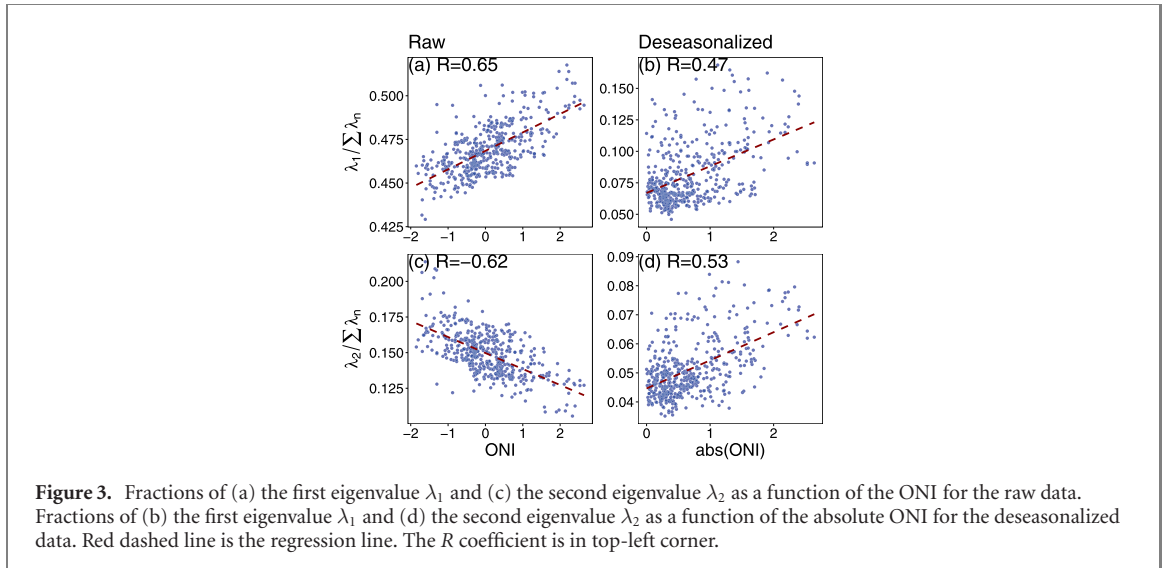 Raw
Deseasonalized
(a) R=0.65
(b) R=0.47
λ1/∑λn
0.500
0.475
0.450
0.425
−2 −1 0 1 2
0.150
0.125
0.100
0.075
0.050
0 1 2
(c) R=−0.62
(d) R=0.53
λ2/∑λn
0.200
0.175
0.150
0.125
−2 −1 0 1 2
ONI
0.09
0.08
0.07
0.06
0.05
0.04
0 1 2
abs(ONI)
Figure 3. Fractions of (a) the first eigenvalue λ1 and (c) the second eigenvalue λ2 as a function of the ONI for the raw data.
Fractions of (b) the first eigenvalue λ1 and (d) the second eigenvalue λ2 as a function of the absolute ONI for the deseasonalized
data. Red dashed line is the regression line. The R coefficient is in top-left corner.